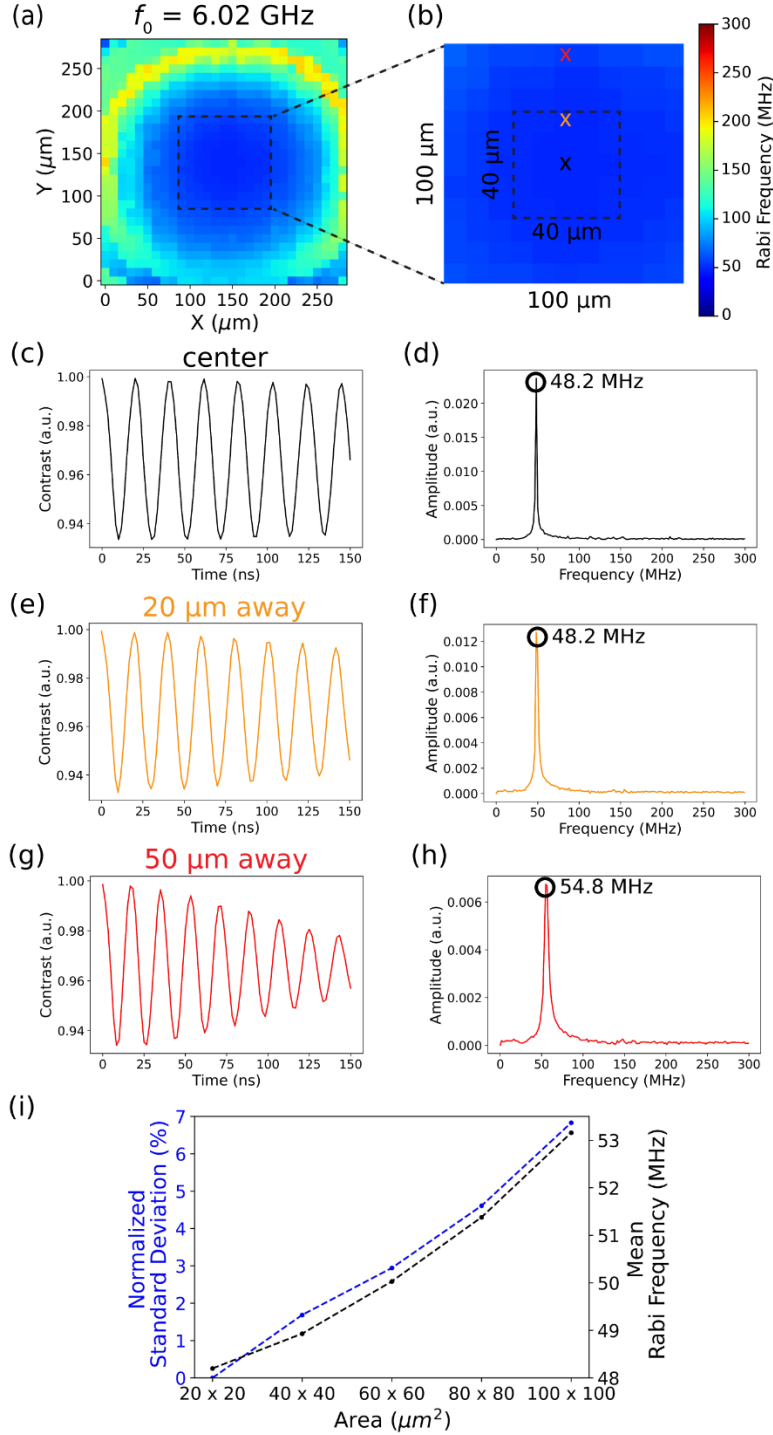 (a)
f0 = 6.02 GHz
(b)
250
200
150
100
50
0
Y (μm)
0 50 100 150 200 250
X (μm)
x
x
x
100 μm
40 μm
40 μm
100 μm
300
250
200
150
100
50
0
Rabi Frequency (MHz)
(c)
center
1.00
0.98
0.96
0.94
Contrast (a.u.)
0 25 50 75 100 125 150
Time (ns)
(d)
48.2 MHz
0.020
0.015
0.010
0.005
0.000
Amplitude (a.u.)
0 50 100 150 200 250 300
Frequency (MHz)
(e)
20 μm away
1.00
0.98
0.96
0.94
Contrast (a.u.)
0 25 50 75 100 125 150
Time (ns)
(f)
48.2 MHz
0.012
0.010
0.008
0.006
0.004
0.002
0.000
Amplitude (a.u.)
0 50 100 150 200 250 300
Frequency (MHz)
(g)
50 μm away
1.00
0.98
0.96
0.94
Contrast (a.u.)
0 25 50 75 100 125 150
Time (ns)
(h)
54.8 MHz
0.006
0.004
0.002
0.000
Amplitude (a.u.)
0 50 100 150 200 250 300
Frequency (MHz)
(i)
7
6
5
4
3
2
1
0
Normalized
Standard Deviation (%)
53
52
51
50
49
48
Mean
Rabi Frequency (MHz)
20 x 20 40 x 40 60 x 60 80 x 80 100 x 100
Area (μm²)